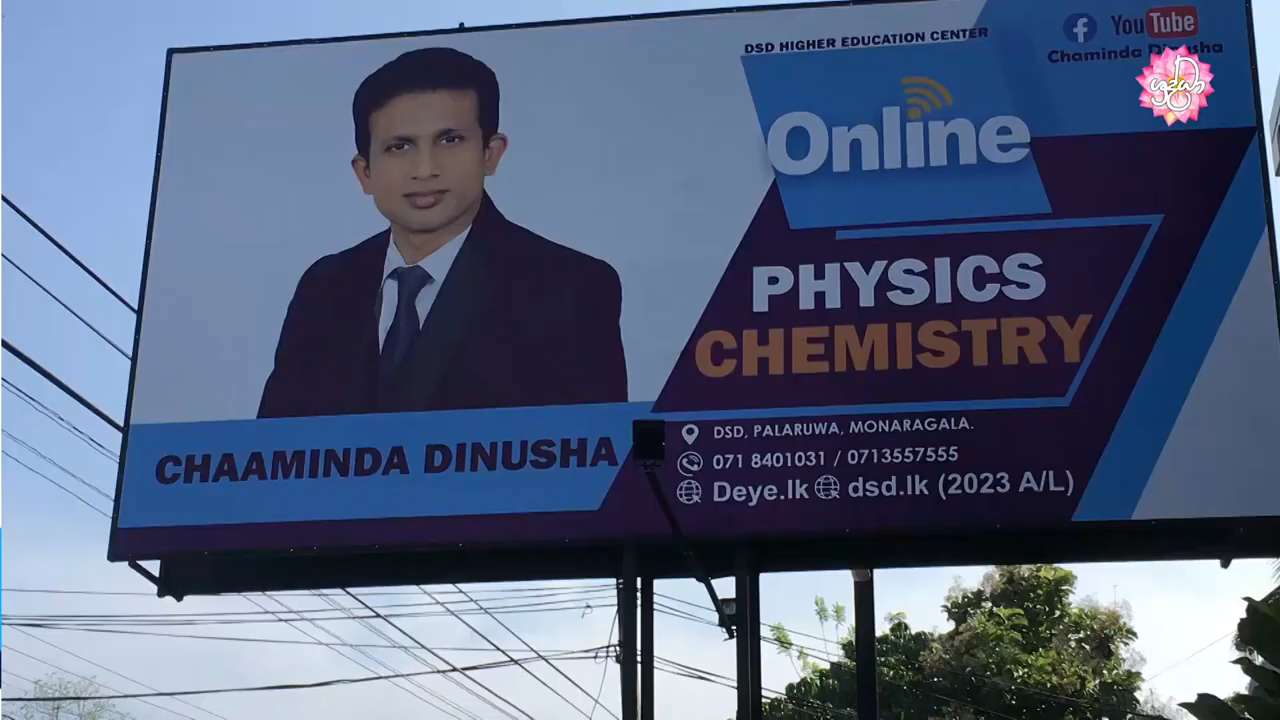 DSD HIGHER EDUCATION CENTER
YouTube
Chaminda Dinusha
Online
PHYSICS
CHEMISTRY
CHAAMINDA DINUSHA
DSD, PALARUWA, MONARAGALA.
071 8401031 / 0713557555
Deye.lk dsd.lk (2023 A/L)